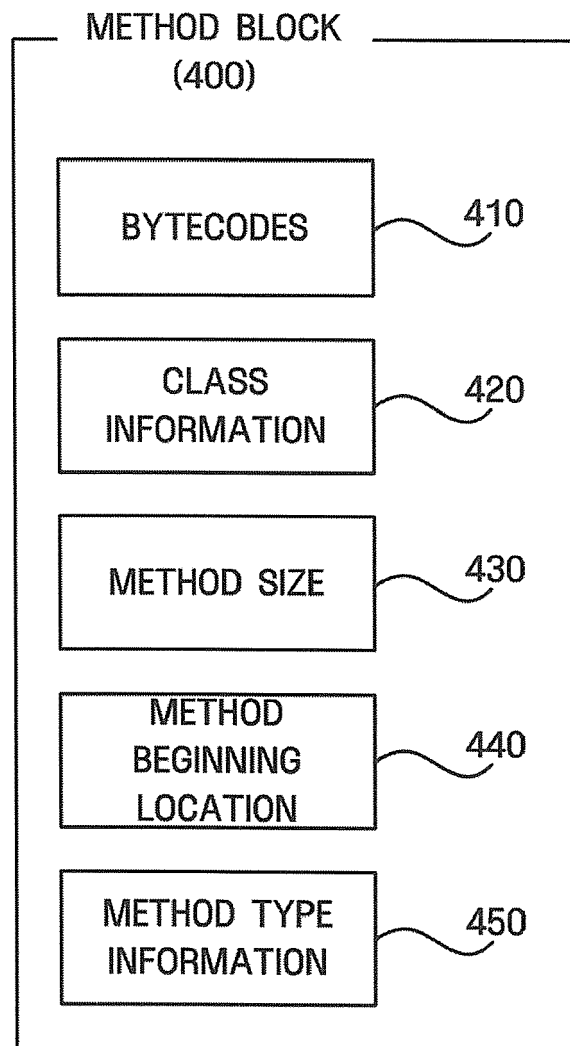 METHOD BLOCK
(400)
BYTECODES
410
CLASS
INFORMATION
420
METHOD SIZE
430
METHOD
BEGINNING
LOCATION
440
METHOD TYPE
INFORMATION
450